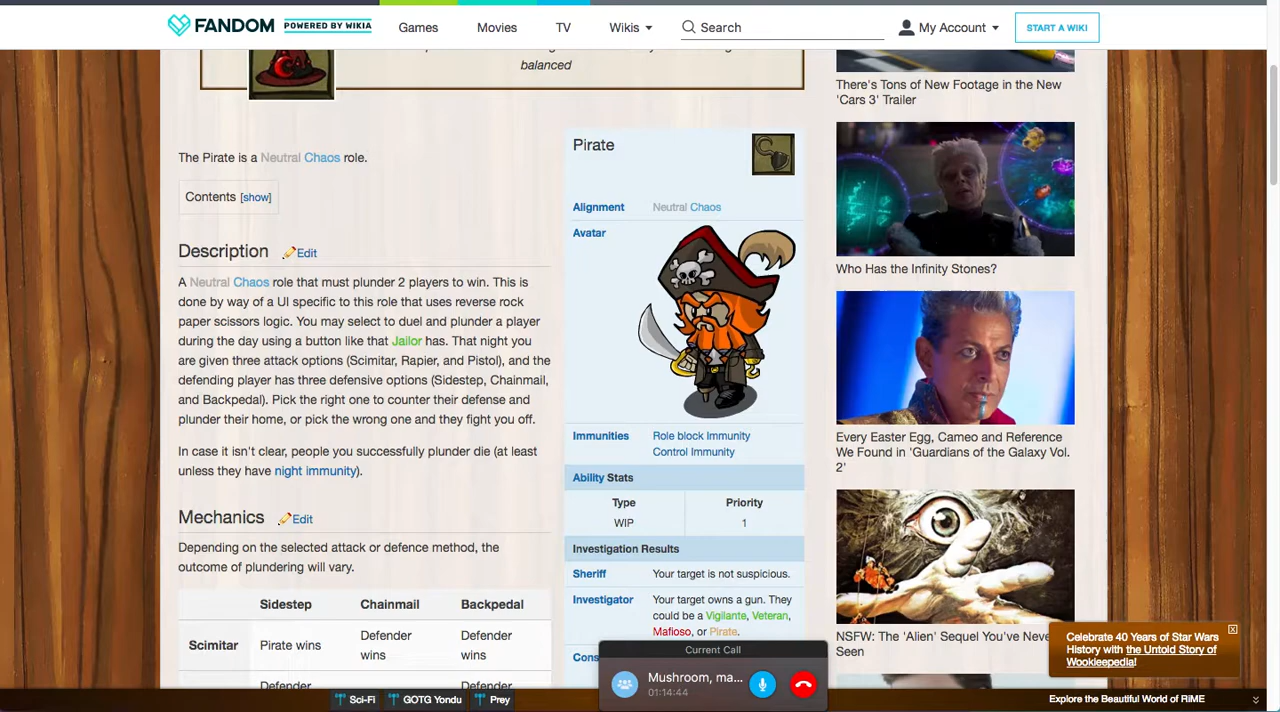 FANDOM POWERED BY WIKIA Games Movies TV Wikis Search My Account START A WIKI
balanced
The Pirate is a Neutral Chaos role.
Contents [show]
Description Edit
A Neutral Chaos role that must plunder 2 players to win. This is
done by way of a UI specific to this role that uses reverse rock
paper scissors logic. You may select to duel and plunder a player
during the day using a button like that Jailor has. That night you
are given three attack options (Scimitar, Rapier, and Pistol), and the
defending player has three defensive options (Sidestep, Chainmail,
and Backpedal). Pick the right one to counter their defense and
plunder their home, or pick the wrong one and they fight you off.
In case it isn't clear, people you successfully plunder die (at least
unless they have night immunity).
Mechanics Edit
Depending on the selected attack or defence method, the
outcome of plundering will vary.
Sidestep Chainmail Backpedal
Scimitar Pirate wins Defender wins Defender wins
Defender
Pirate
Alignment Neutral Chaos
Avatar
Immunities Role block Immunity
Control Immunity
Ability Stats
Type Priority
WIP 1
Investigation Results
Sheriff Your target is not suspicious.
Investigator Your target owns a gun. They
could be a Vigilante, Veteran,
Mafioso, or Pirate.
Cons
There's Tons of New Footage in the New
'Cars 3' Trailer
Who Has the Infinity Stones?
Every Easter Egg, Cameo and Reference
We Found in 'Guardians of the Galaxy Vol.
2'
NSFW: The 'Alien' Sequel You've Neve
Seen
Celebrate 40 Years of Star Wars
History with the Untold Story of
Wookieepedia!
Current Call
Mushroom, ma...
01:14:44
Sci-Fi GOTG Yondu Prey
Explore the Beautiful World of RiME